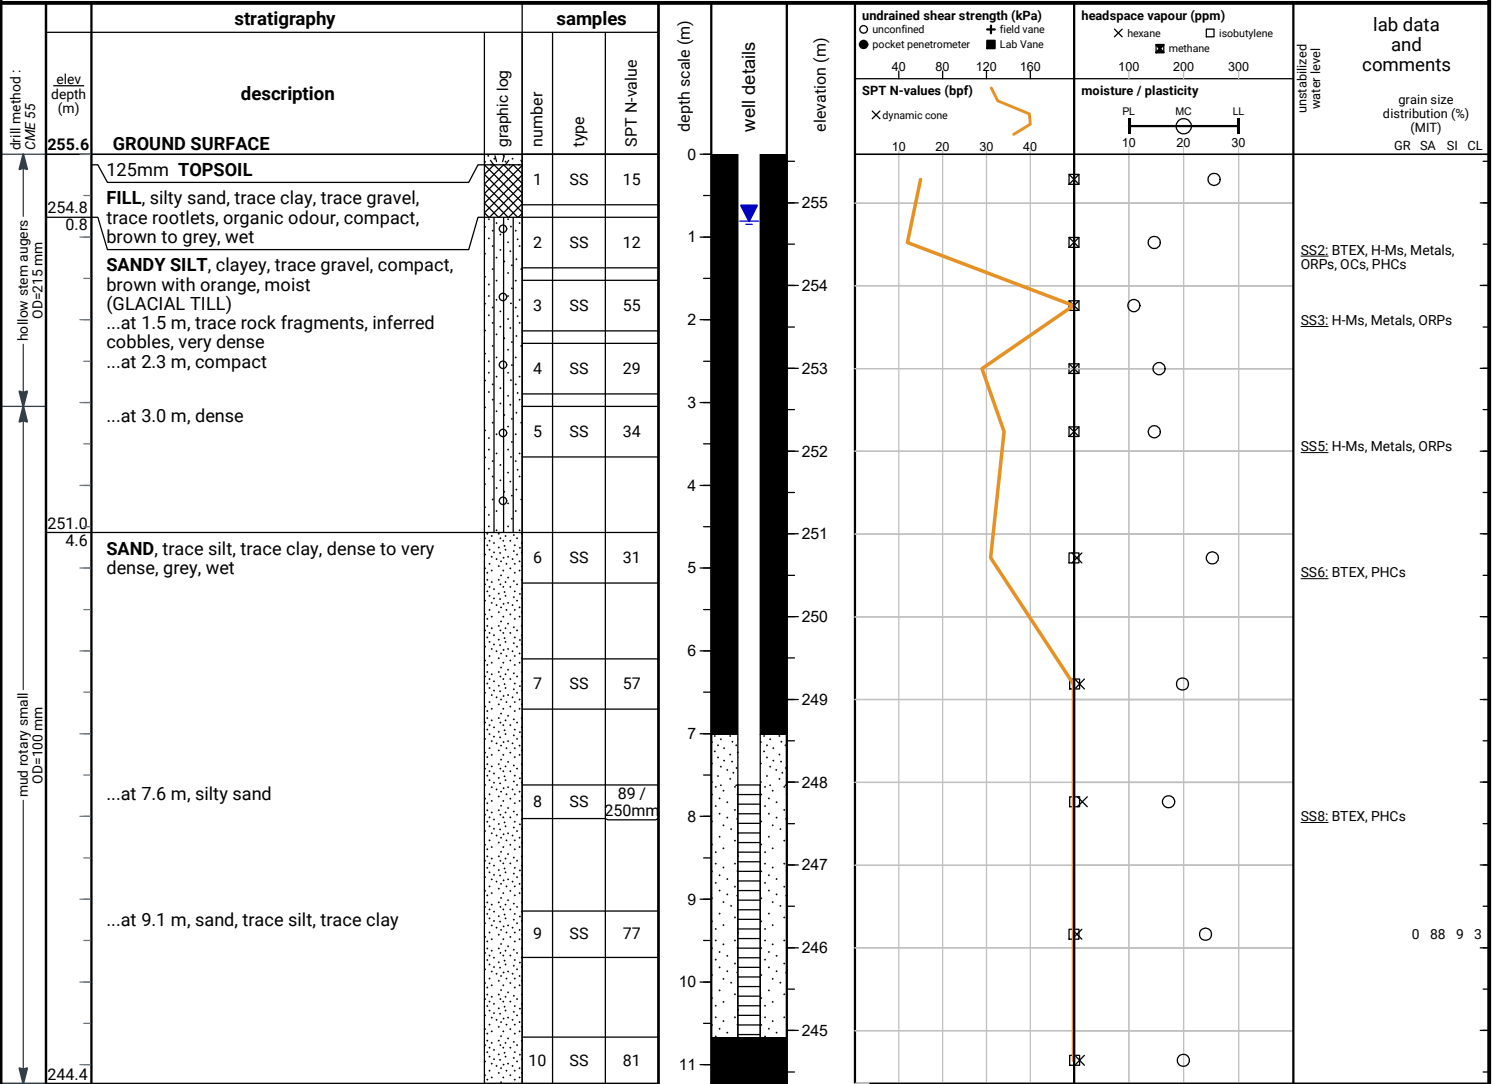 stratigraphy
samples
drill method :
CME 55
elev
depth
(m)
description
graphic log
number
type
SPT N-value
depth scale (m)
well details
elevation (m)
undrained shear strength (kPa)
unconfined
field vane
pocket penetrometer
Lab Vane
40 80 120 160
SPT N-values (bpf)
dynamic cone
10 20 30 40
headspace vapour (ppm)
hexane
isobutylene
methane
100 200 300
moisture / plasticity
PL MC LL
10 20 30
unstabilized
water level
lab data
and
comments
grain size
distribution (%)
(MIT)
GR SA SI CL
255.6 GROUND SURFACE
125mm TOPSOIL
FILL, silty sand, trace clay, trace gravel,
trace rootlets, organic odour, compact,
brown to grey, wet
254.8
0.8
SANDY SILT, clayey, trace gravel, compact,
brown with orange, moist
(GLACIAL TILL)
...at 1.5 m, trace rock fragments, inferred
cobbles, very dense
...at 2.3 m, compact
...at 3.0 m, dense
251.0
4.6
SAND, trace silt, trace clay, dense to very
dense, grey, wet
...at 7.6 m, silty sand
...at 9.1 m, sand, trace silt, trace clay
244.4
hollow stem augers
OD=215 mm
mud rotary small
OD=100 mm
1 SS 15
2 SS 12
3 SS 55
4 SS 29
5 SS 34
6 SS 31
7 SS 57
8 SS 89 /
250mm
9 SS 77
10 SS 81
0
1
2
3
4
5
6
7
8
9
10
11
255
254
253
252
251
250
249
248
247
246
245
SS2: BTEX, H-Ms, Metals,
ORPs, OCs, PHCs
SS3: H-Ms, Metals, ORPs
SS5: H-Ms, Metals, ORPs
SS6: BTEX, PHCs
SS8: BTEX, PHCs
0 88 9 3